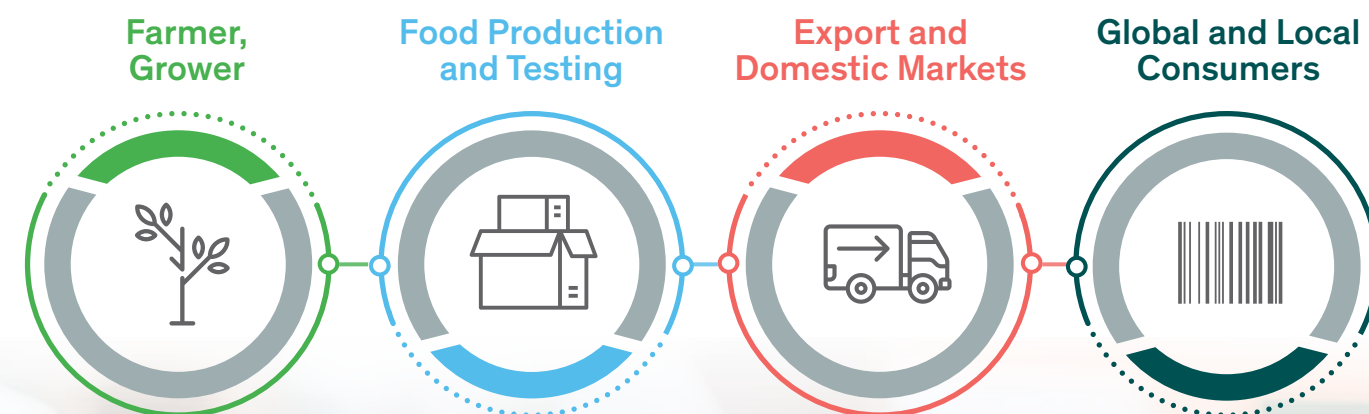 Farmer,
Grower
Food Production
and Testing
Export and
Domestic Markets
Global and Local
Consumers